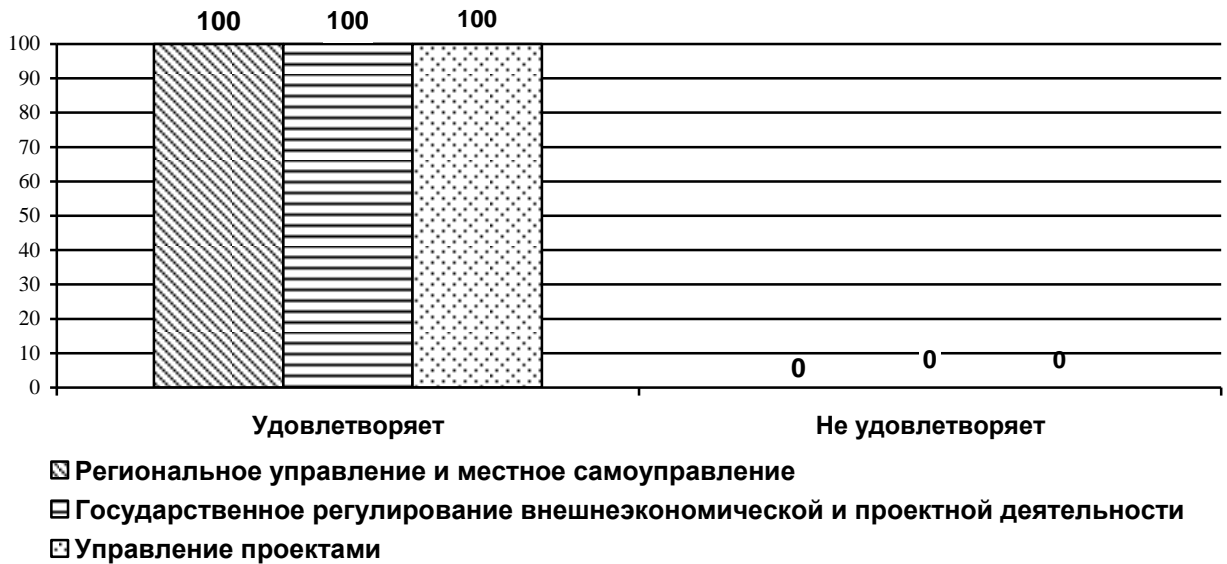 100 100 100
100
90
80
70
60
50
40
30
20
10
0
0 0 0
Удовлетворяет Не удовлетворяет
Региональное управление и местное самоуправление
Государственное регулирование внешнеэкономической и проектной деятельности
Управление проектами